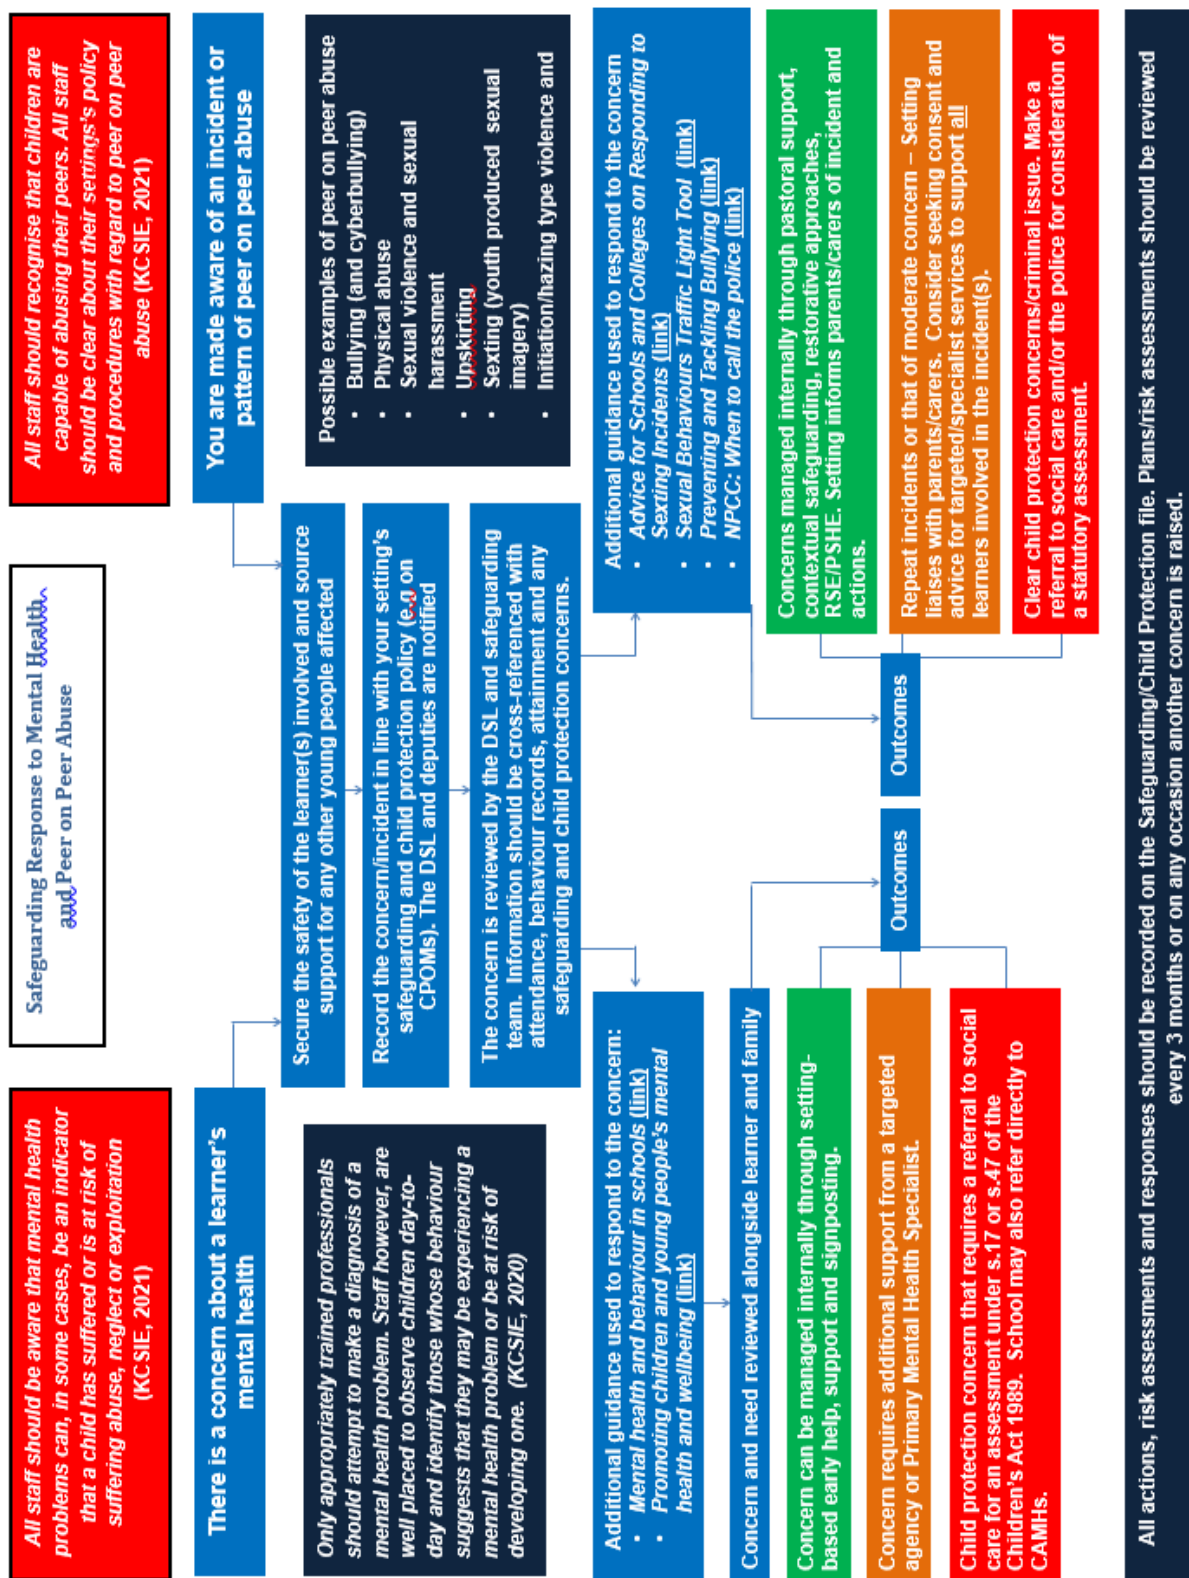 Safeguarding Response to Mental Health
and Peer on Peer Abuse
All staff should be aware that mental health
problems can, in some cases, be an indicator
that a child has suffered or is at risk of
suffering abuse, neglect or exploitation
(KCSIE, 2021)
All staff should recognise that children are
capable of abusing their peers. All staff
should be clear about their settings's policy
and procedures with regard to peer on peer
abuse (KCSIE, 2021)
There is a concern about a learner's
mental health
You are made aware of an incident or
pattern of peer on peer abuse
Secure the safety of the learner(s) involved and source
support for any other young people affected
Record the concern/incident in line with your setting's
safeguarding and child protection policy (e.g on
CPOMs). The DSL and deputies are notified
The concern is reviewed by the DSL and safeguarding
team. Information should be cross-referenced with
attendance, behaviour records, attainment and any
safeguarding and child protection concerns.
Only appropriately trained professionals
should attempt to make a diagnosis of a
mental health problem. Staff however, are
well placed to observe children day-to-
day and identify those whose behaviour
suggests that they may be experiencing a
mental health problem or be at risk of
developing one. (KCSIE, 2020)
Possible examples of peer on peer abuse
• Bullying (and cyberbullying)
• Physical abuse
• Sexual violence and sexual
harassment
• Upskirting
• Sexting (youth produced sexual
imagery)
• Initiation/hazing type violence and
Additional guidance used to respond to the concern:
• Mental health and behaviour in schools (link)
• Promoting children and young people's mental
health and wellbeing (link)
Concern and need reviewed alongside learner and family
Additional guidance used to respond to the concern
• Advice for Schools and Colleges on Responding to
Sexting Incidents (link)
• Sexual Behaviours Traffic Light Tool (link)
• Preventing and Tackling Bullying (link)
• NPCC: When to call the police (link)
Outcomes
Outcomes
Concern can be managed internally through setting-
based early help, support and signposting.
Concern requires additional support from a targeted
agency or Primary Mental Health Specialist.
Child protection concern that requires a referral to social
care for an assessment under s.17 or s.47 of the
Children's Act 1989. School may also refer directly to
CAMHs.
Concerns managed internally through pastoral support,
contextual safeguarding, restorative approaches,
RSE/PSHE. Setting informs parents/carers of incident and
actions.
Repeat incidents or that of moderate concern – Setting
liaises with parents/carers. Consider seeking consent and
advice for targeted/specialist services to support all
learners involved in the incident(s).
Clear child protection concerns/criminal issue. Make a
referral to social care and/or the police for consideration of
a statutory assessment.
All actions, risk assessments and responses should be recorded on the Safeguarding/Child Protection file. Plans/risk assessments should be reviewed
every 3 months or on any occasion another concern is raised.